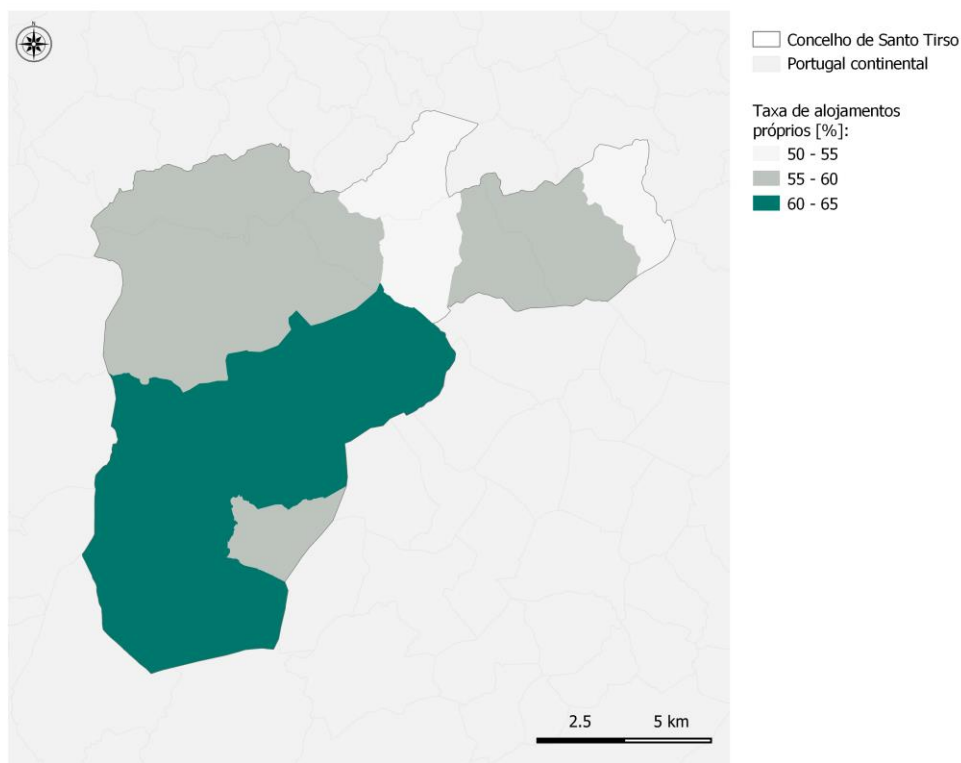 N
Concelho de Santo Tirso
Portugal continental
Taxa de alojamentos
próprios [%]:
50 - 55
55 - 60
60 - 65
2.5 5 km